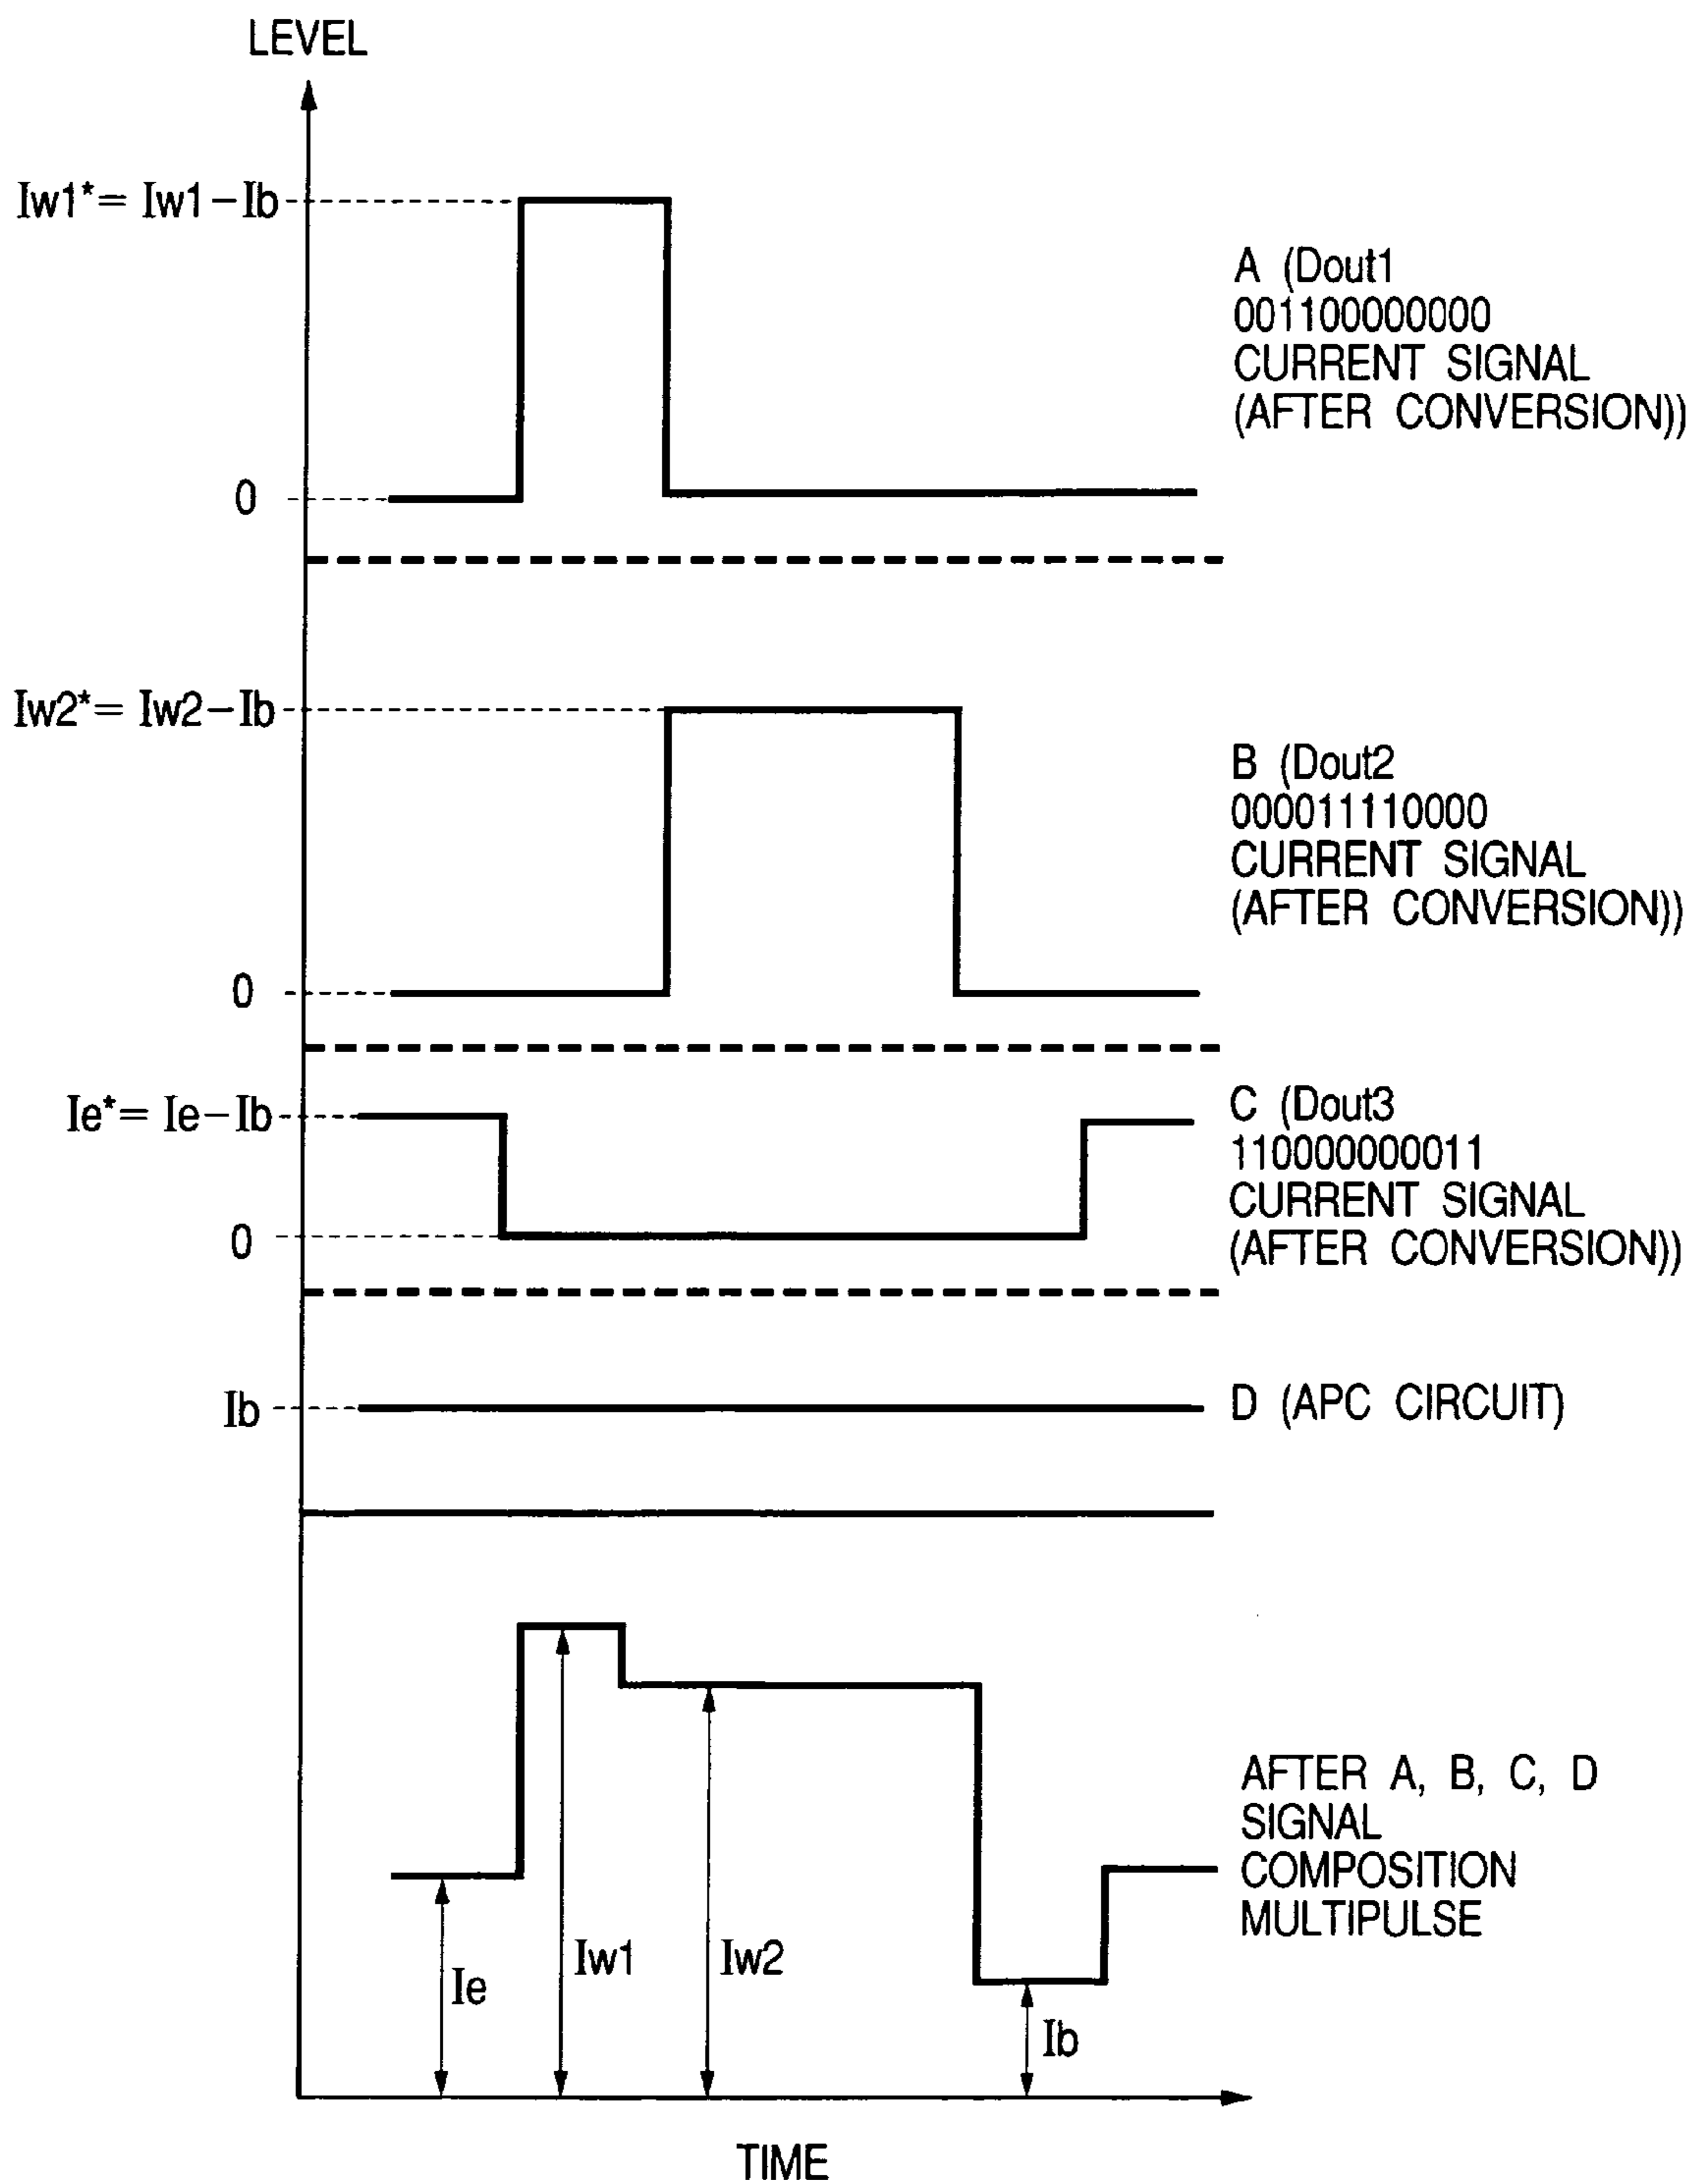 LEVEL
Iw1*= Iw1-Ib
A (Dout1
001100000000
CURRENT SIGNAL
(AFTER CONVERSION))
0
Iw2*= Iw2-Ib
B (Dout2
000011110000
CURRENT SIGNAL
(AFTER CONVERSION))
0
Ie*= Ie-Ib
C (Dout3
110000000011
CURRENT SIGNAL
(AFTER CONVERSION))
0
Ib
D (APC CIRCUIT)
AFTER A, B, C, D
SIGNAL
COMPOSITION
MULTIPULSE
Ie
Iw1
Iw2
Ib
TIME